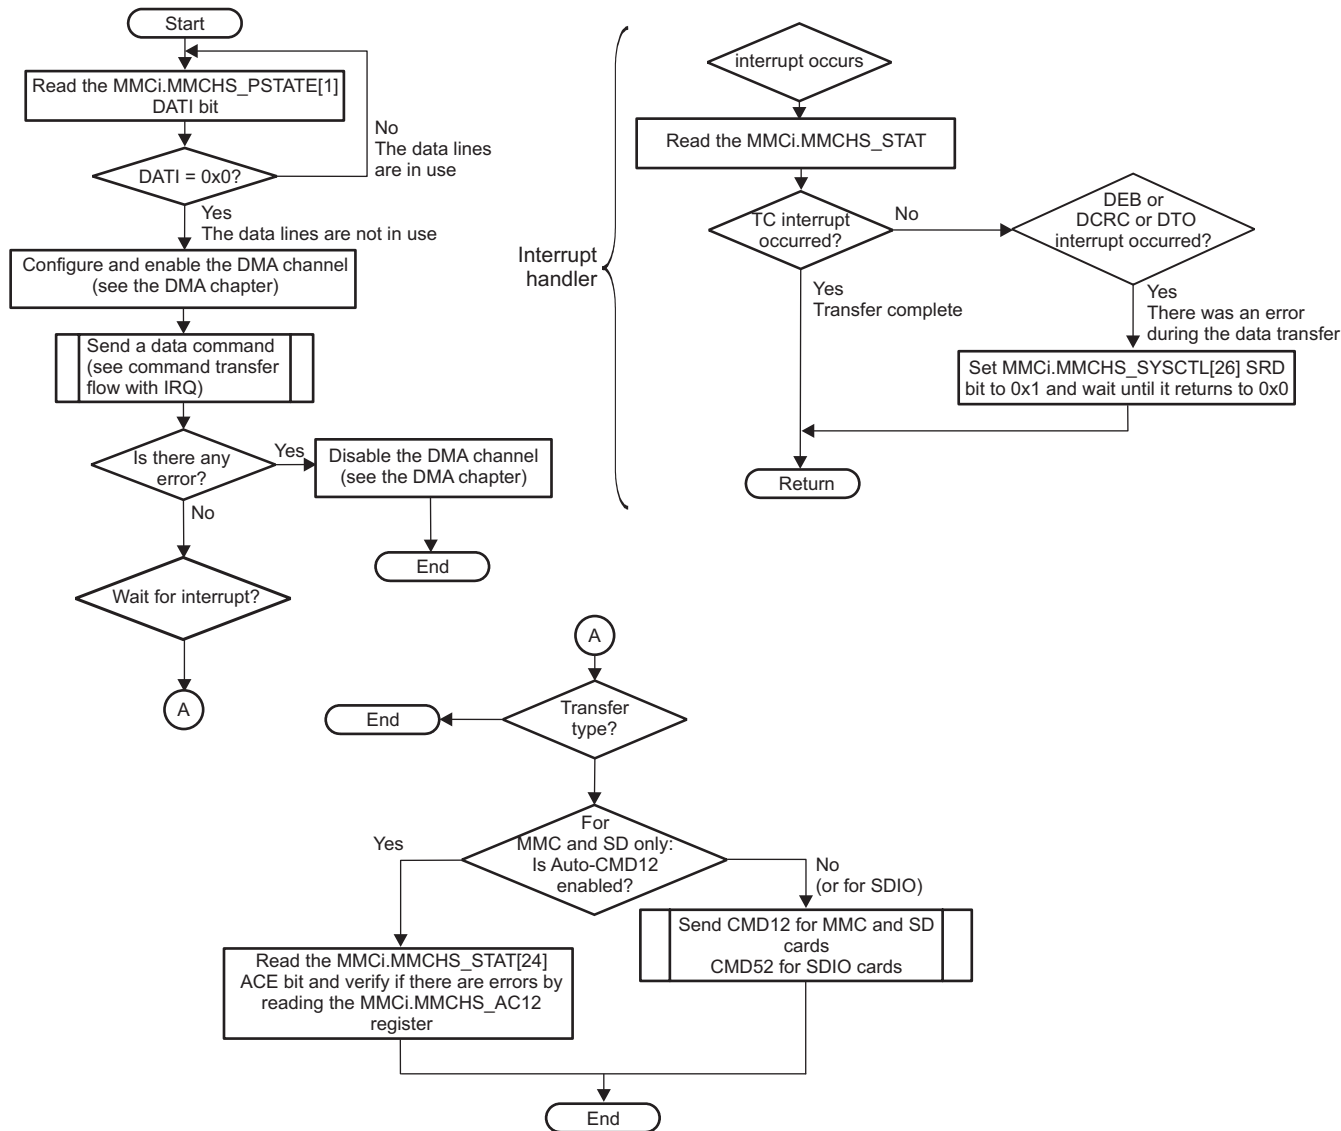 Start
Read the MMCi.MMCHS_PSTATE[1]
DATI bit
No
The data lines
are in use
DATI = 0x0?
Yes
The data lines are not in use
Configure and enable the DMA channel
(see the DMA chapter)
Send a data command
(see command transfer
flow with IRQ)
Is there any
error?
Yes
Disable the DMA channel
(see the DMA chapter)
No
End
Wait for interrupt?
A
Interrupt
handler
interrupt occurs
Read the MMCi.MMCHS_STAT
TC interrupt
occurred?
No
DEB or
DCRC or DTO
interrupt occurred?
Yes
Transfer complete
Yes
There was an error
during the data transfer
Set MMCi.MMCHS_SYSCTL[26] SRD
bit to 0x1 and wait until it returns to 0x0
Return
A
Transfer
type?
End
For
MMC and SD only:
Is Auto-CMD12
enabled?
Yes
No
(or for SDIO)
Read the MMCi.MMCHS_STAT[24]
ACE bit and verify if there are errors by
reading the MMCi.MMCHS_AC12
register
Send CMD12 for MMC and SD
cards
CMD52 for SDIO cards
End